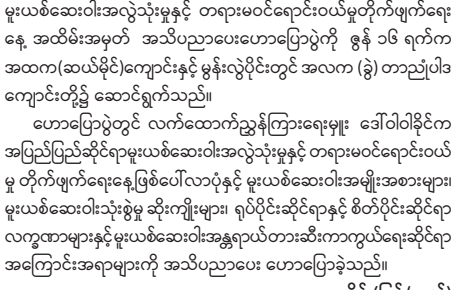 မူးယစ်ဆေးဝါးအလွဲသုံးမှုနှင့် တရားမဝင်ရောင်းဝယ်မှုတိုက်ဖျက်ရေး
နေ့ အထိမ်းအမှတ် အသိပညာပေးဟောပြောပွဲကို ဇွန် ၁၆ ရက်က
အထက(ဆယ်မိုင်)ကျောင်းနှင့် မွန်းလွဲပိုင်းတွင် အလက (ခွဲ) တာညုံပါဒ
ကျောင်းတို့၌ ဆောင်ရွက်သည်။
ဟောပြောပွဲတွင် လက်ထောက်ညွှန်ကြားရေးမှူး ဒေါ်ဝါဝါခိုင်က
အပြည်ပြည်ဆိုင်ရာမူးယစ်ဆေးဝါးအလွဲသုံးမှုနှင့် တရားမဝင်ရောင်းဝယ်
မှု တိုက်ဖျက်ရေးနေ့ဖြစ်ပေါ်လာပုံနှင့် မူးယစ်ဆေးဝါးအမျိုးအစားများ၊
မူးယစ်ဆေးဝါးသုံးစွဲမှု ဆိုးကျိုးများ၊ ရုပ်ပိုင်းဆိုင်ရာနှင့် စိတ်ပိုင်းဆိုင်ရာ
လက္ခဏာများနှင့်မူးယစ်ဆေးဝါးအန္တရာယ်တားဆီးကာကွယ်ရေးဆိုင်ရာ
အကြောင်းအရာများကို အသိပညာပေး ဟောပြောခဲ့သည်။